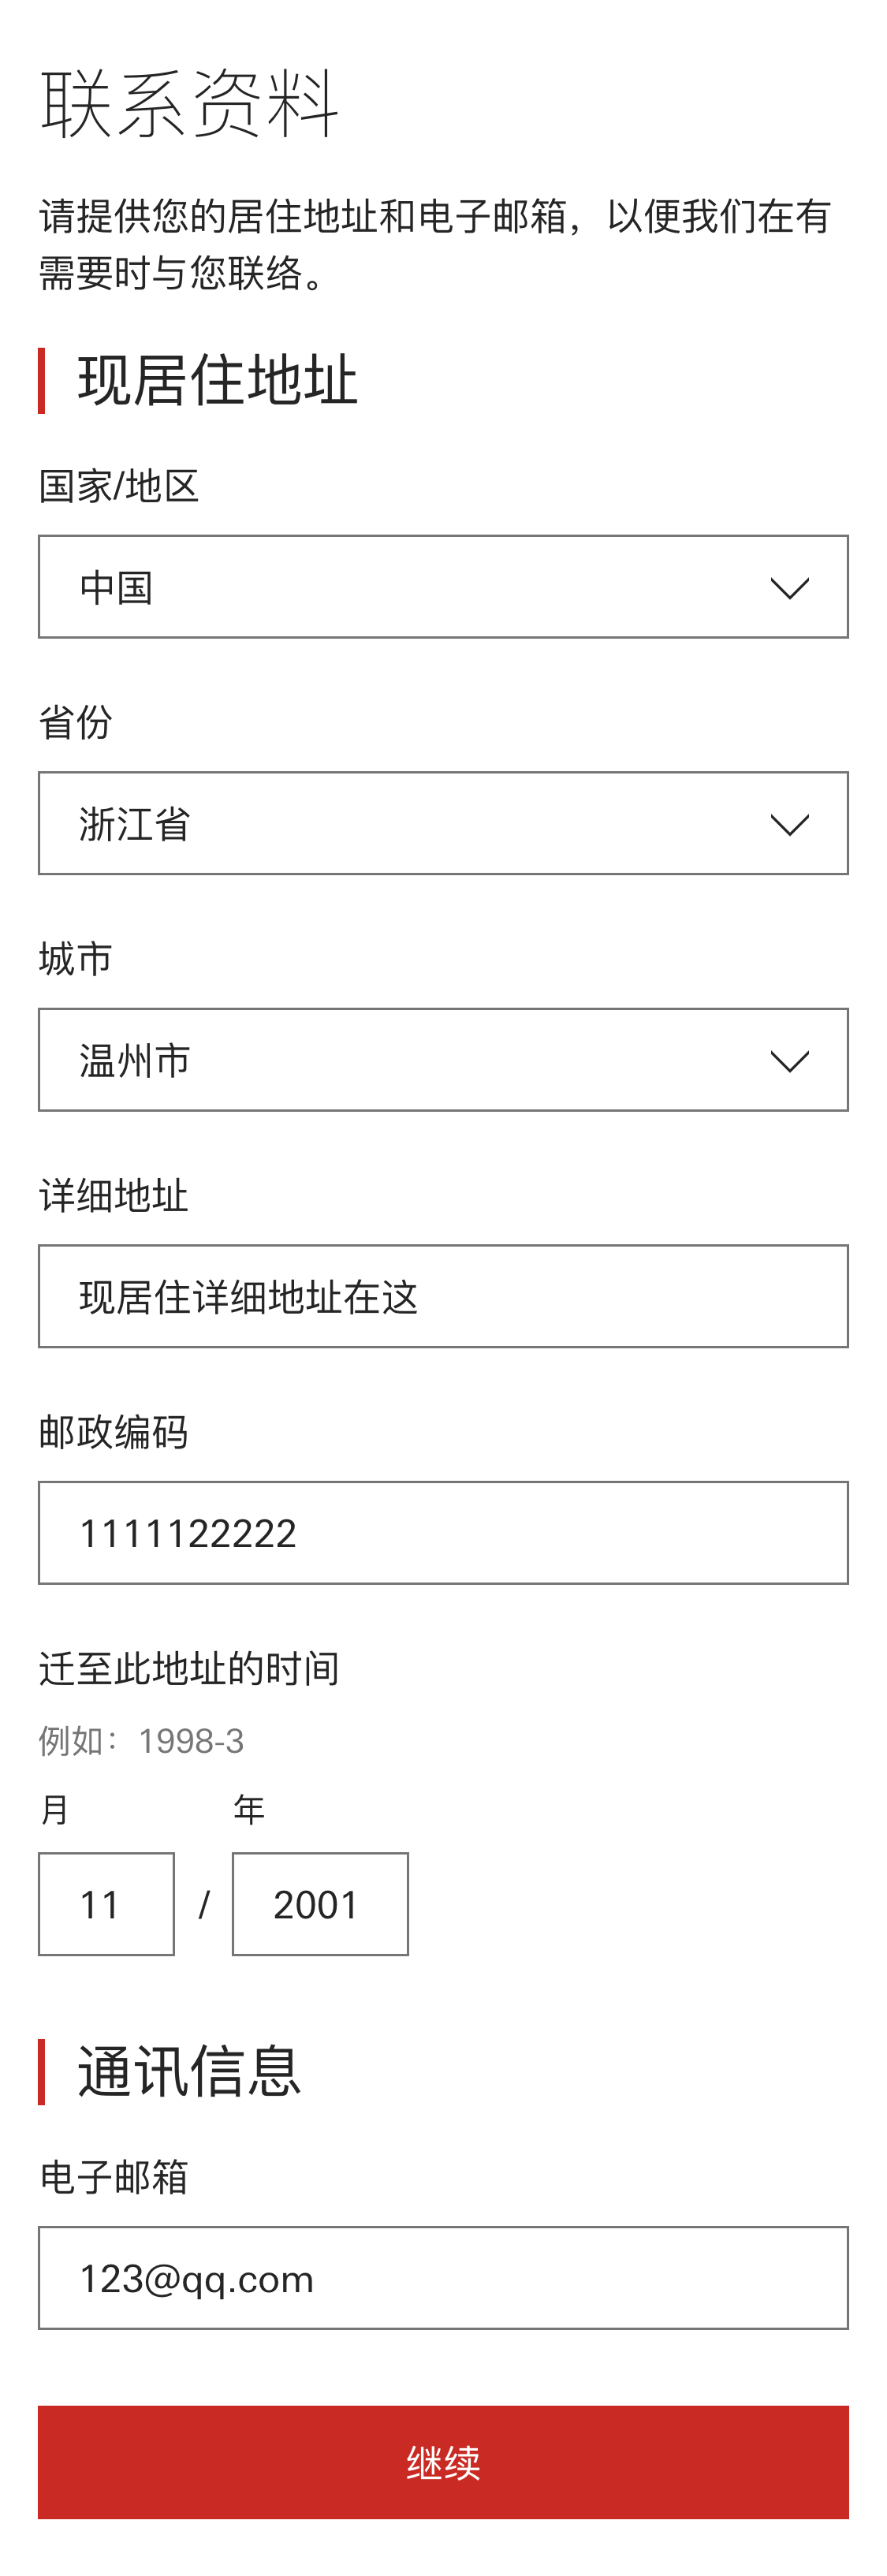 联系资料
请提供您的居住地址和电子邮箱，以便我们在有
需要时与您联络。
现居住地址
国家/地区
中国
省份
浙江省
城市
温州市
详细地址
现居住详细地址在这
邮政编码
1111122222
迁至此地址的时间
例如：1998-3
月 年
11 / 2001
通讯信息
电子邮箱
123@qq.com
继续